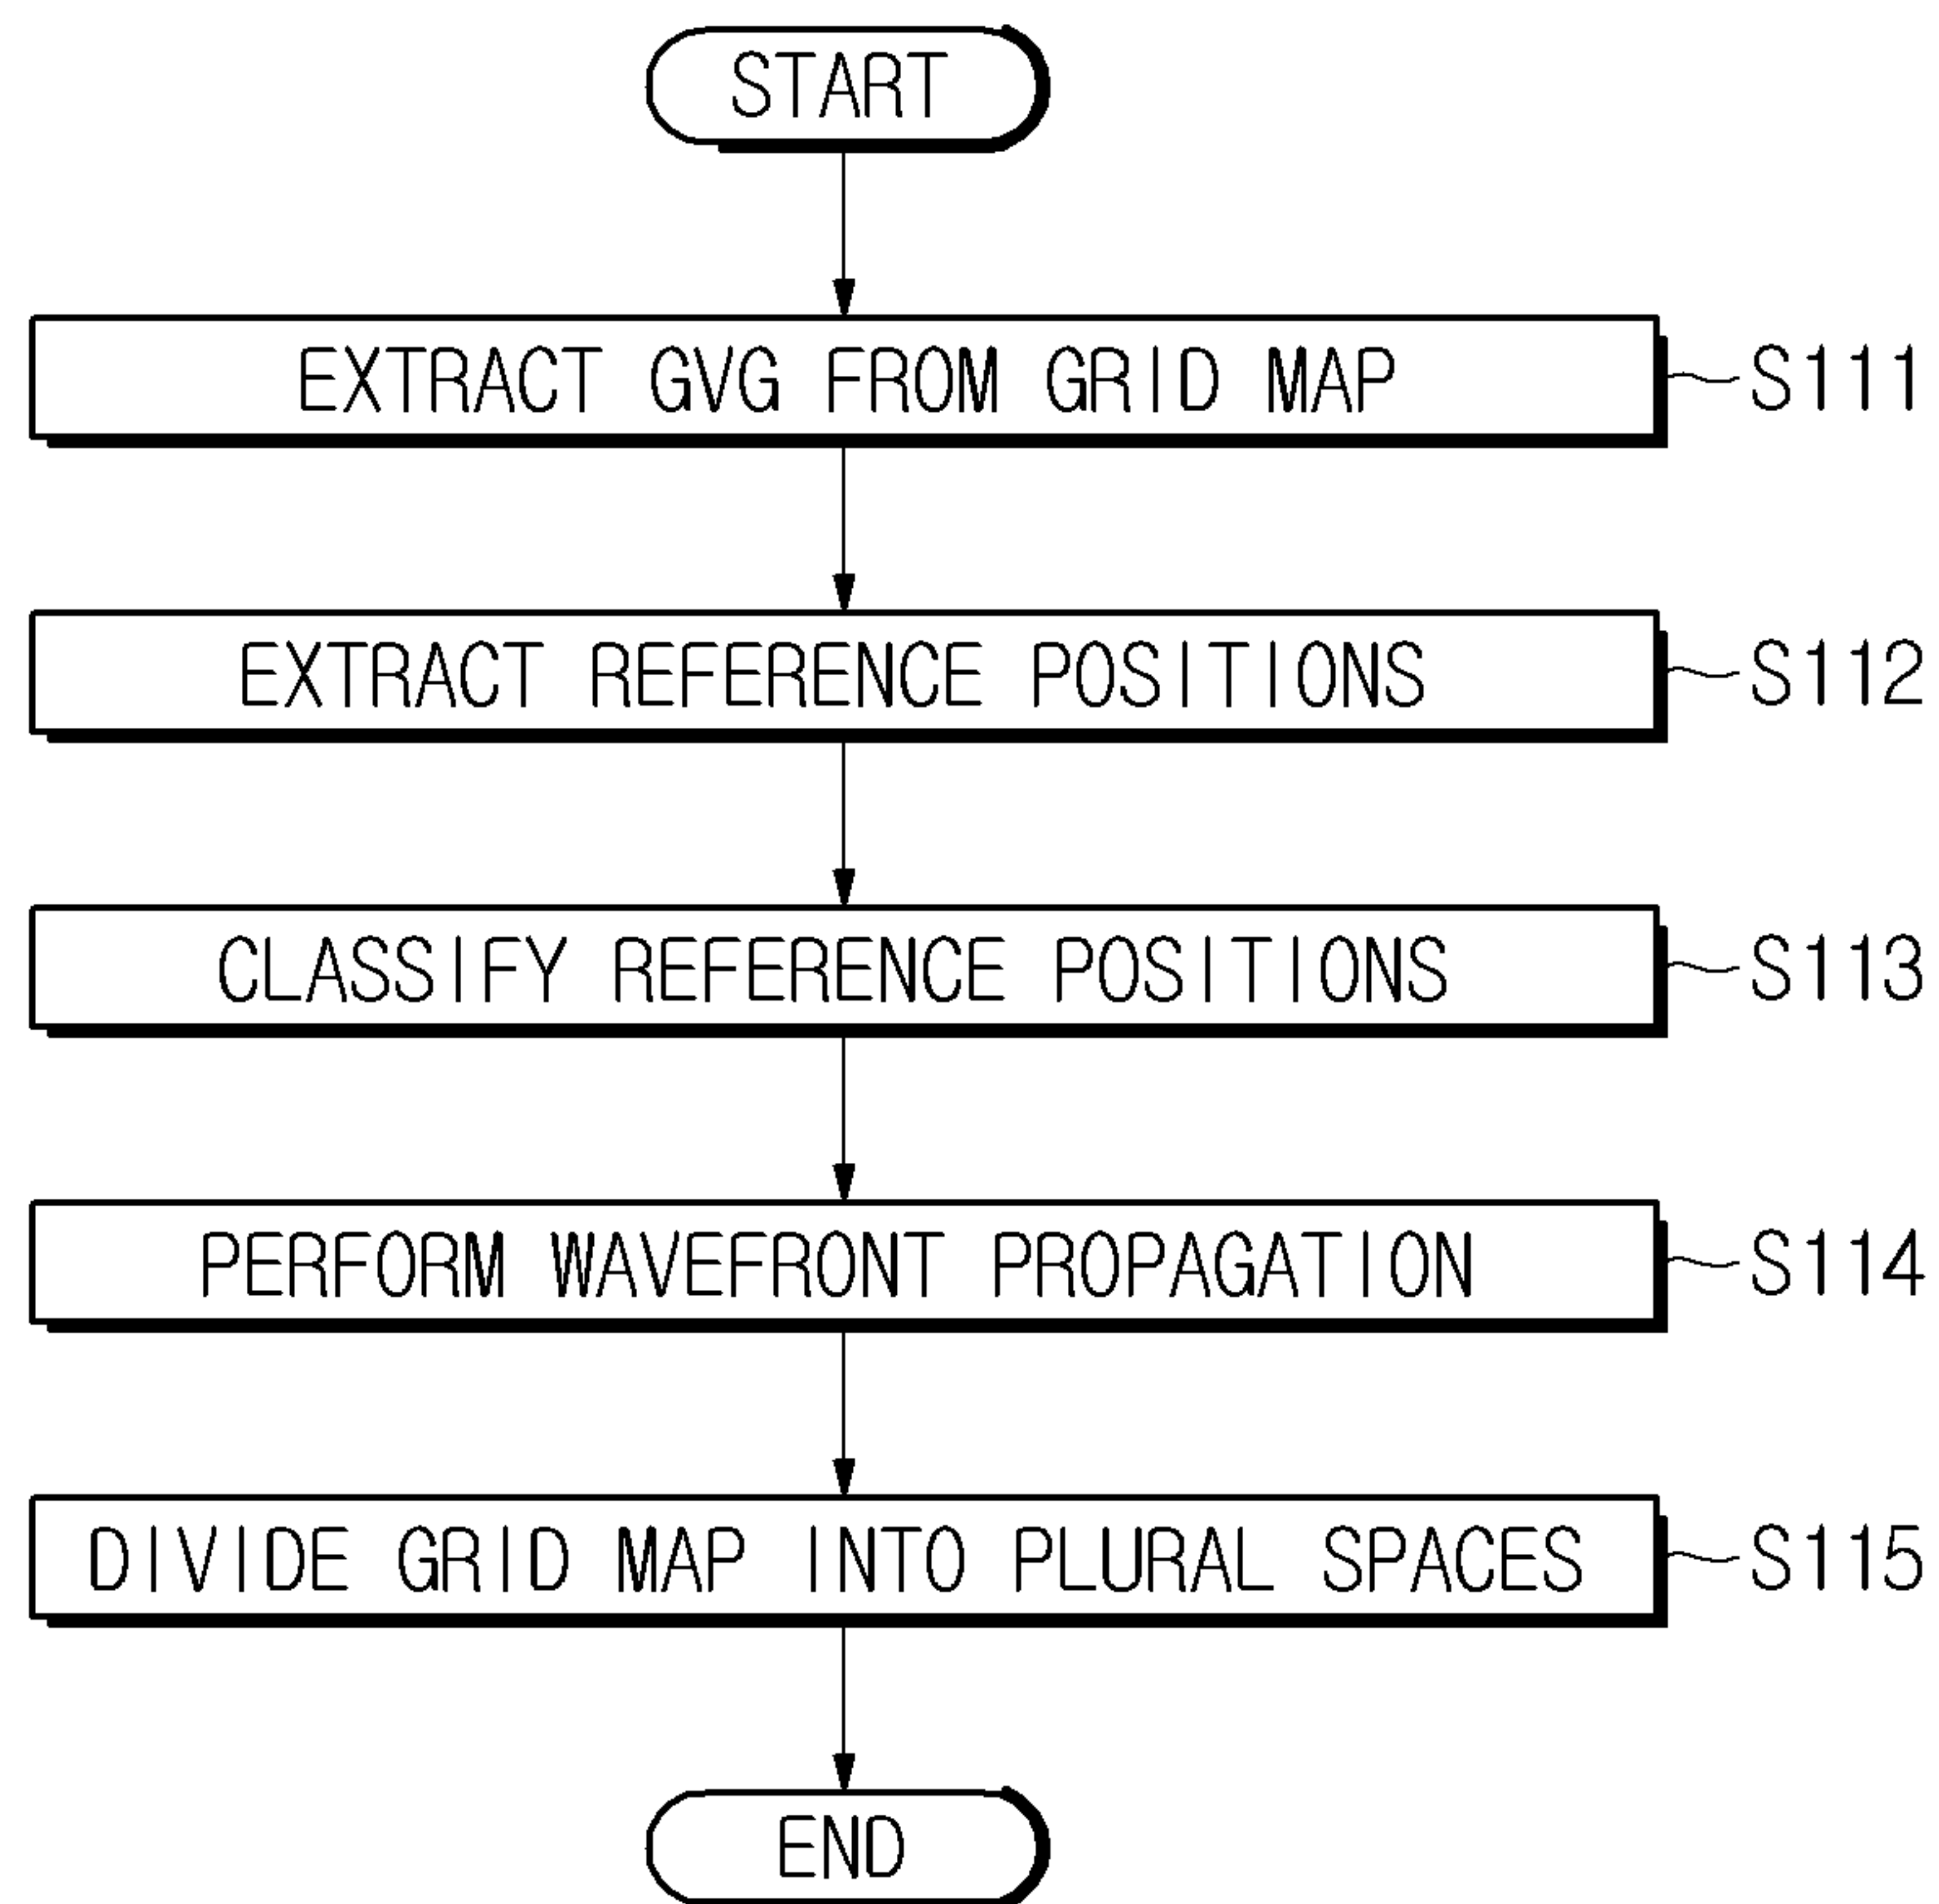 START
EXTRACT GVG FROM GRID MAP S111
EXTRACT REFERENCE POSITIONS S112
CLASSIFY REFERENCE POSITIONS S113
PERFORM WAVEFRONT PROPAGATION S114
DIVIDE GRID MAP INTO PLURAL SPACES S115
END